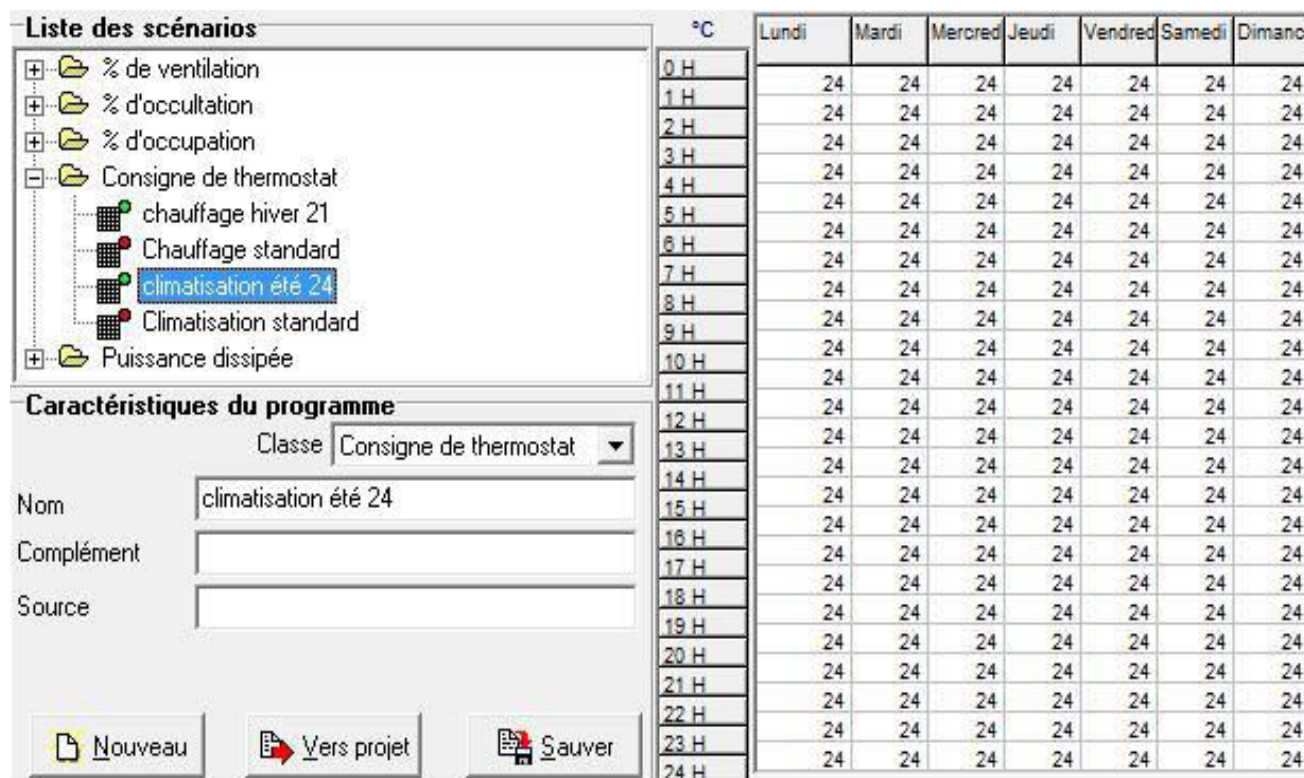 Liste des scénarios
% de ventilation
% d'occultation
% d'occupation
Consigne de thermostat
chauffage hiver 21
Chauffage standard
climatisation été 24
Climatisation standard
Puissance dissipée
Caractéristiques du programme
Classe Consigne de thermostat
Nom climatisation été 24
Complément
Source
Nouveau Vers projet Sauver
°C Lundi Mardi Mercred Jeudi Vendred Samedi Dimanc
0 H
24 24 24 24 24 24 24
1 H
24 24 24 24 24 24 24
2 H
24 24 24 24 24 24 24
3 H
24 24 24 24 24 24 24
4 H
24 24 24 24 24 24 24
5 H
24 24 24 24 24 24 24
6 H
24 24 24 24 24 24 24
7 H
24 24 24 24 24 24 24
8 H
24 24 24 24 24 24 24
9 H
24 24 24 24 24 24 24
10 H
24 24 24 24 24 24 24
11 H
24 24 24 24 24 24 24
12 H
24 24 24 24 24 24 24
13 H
24 24 24 24 24 24 24
14 H
24 24 24 24 24 24 24
15 H
24 24 24 24 24 24 24
16 H
24 24 24 24 24 24 24
17 H
24 24 24 24 24 24 24
18 H
24 24 24 24 24 24 24
19 H
24 24 24 24 24 24 24
20 H
24 24 24 24 24 24 24
21 H
24 24 24 24 24 24 24
22 H
24 24 24 24 24 24 24
23 H
24 24 24 24 24 24 24
24 H